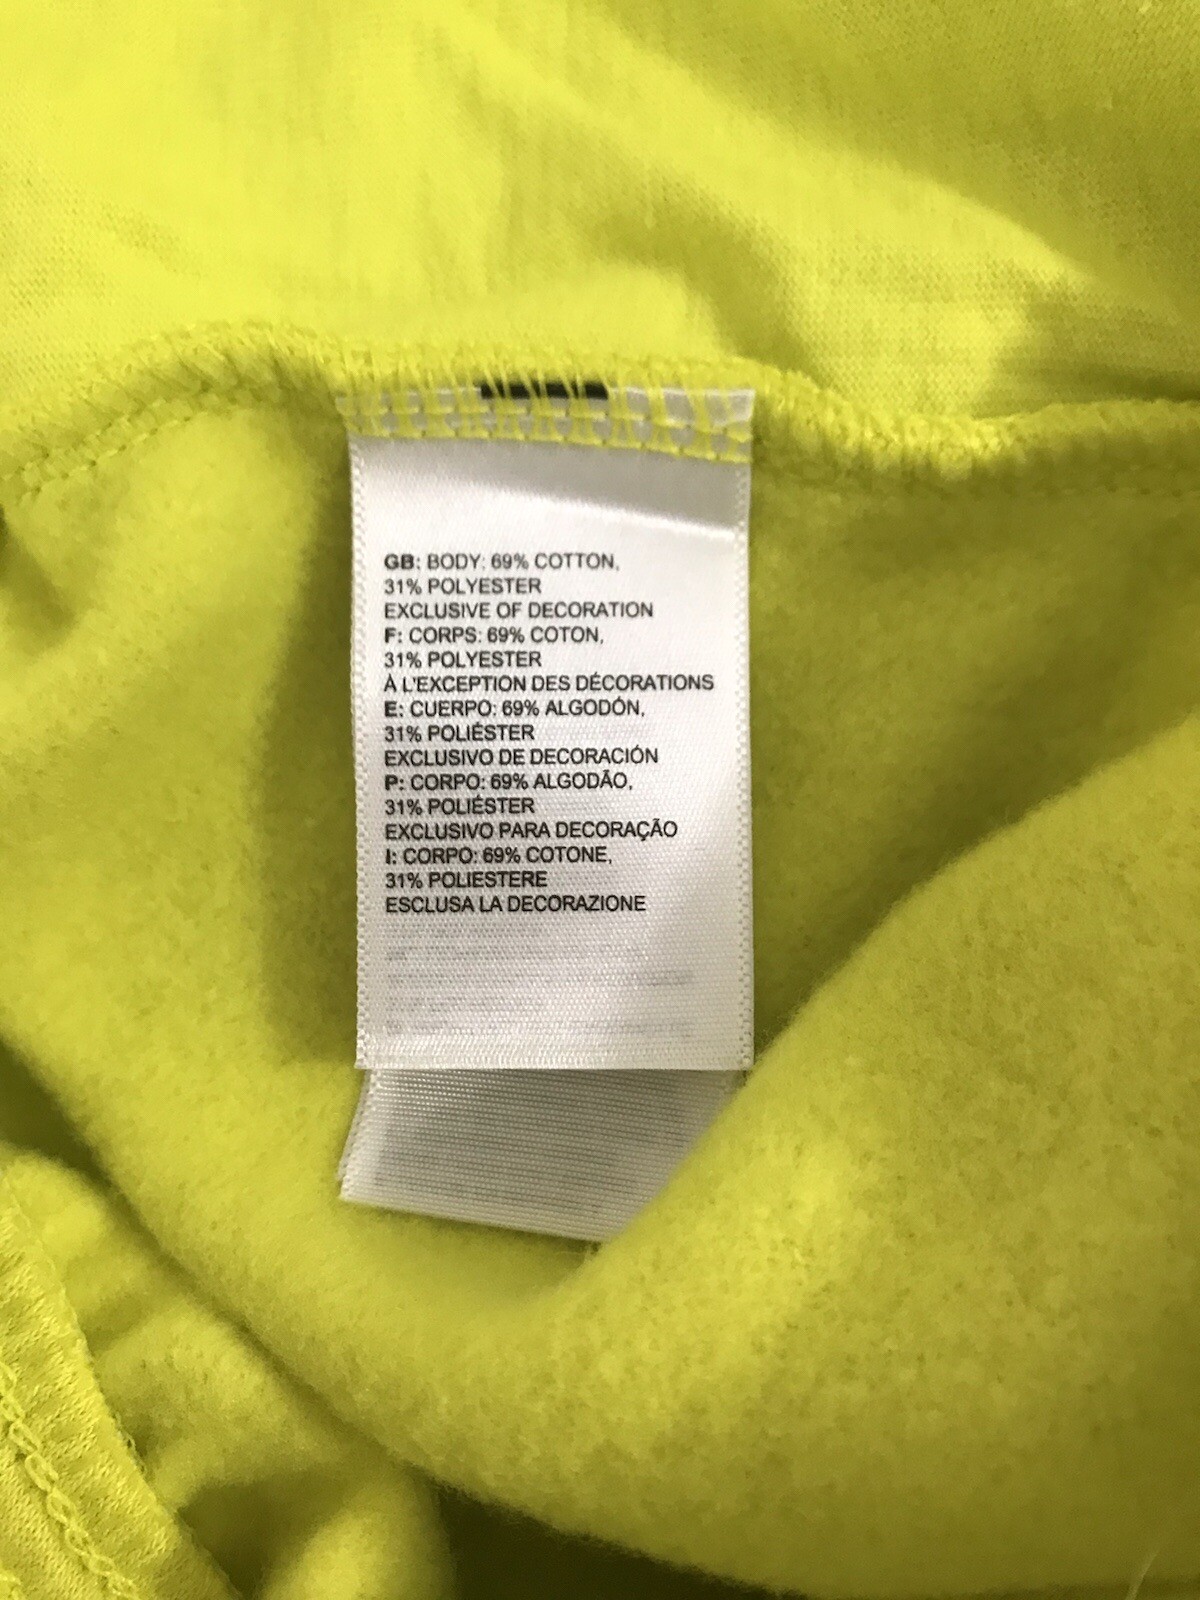 GB: BODY: 69% COTTON,
31% POLYESTER
EXCLUSIVE OF DECORATION
F: CORPS: 69% COTON,
31% POLYESTER
À L'EXCEPTION DES DÉCORATIONS
E: CUERPO: 69% ALGODÓN,
31% POLIÉSTER
EXCLUSIVO DE DECORACIÓN
P: CORPO: 69% ALGODÃO,
31% POLIÉSTER
EXCLUSIVO PARA DECORAÇÃO
I: CORPO: 69% COTONE,
31% POLIESTERE
ESCLUSA LA DECORAZIONE